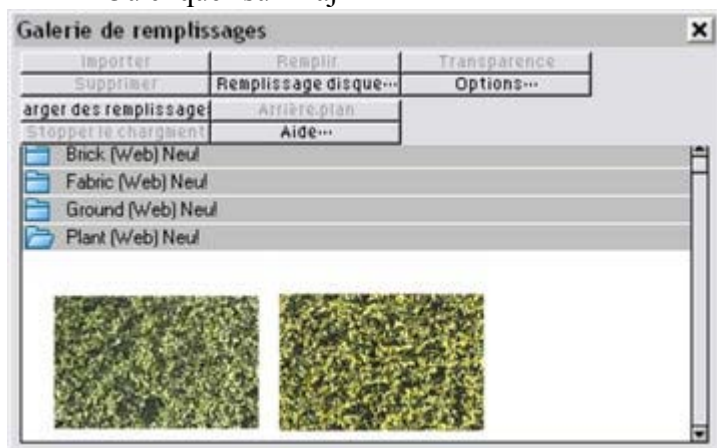 Galerie de remplissages
Importer Remplir Transparence
Supprimer Remplissage disque... Options...
arger des remplissages Arrière.plan
Stopper le chargment Aide...
Brick (Web) Neu!
Fabric (Web) Neu!
Ground (Web) Neu!
Plant (Web) Neu!